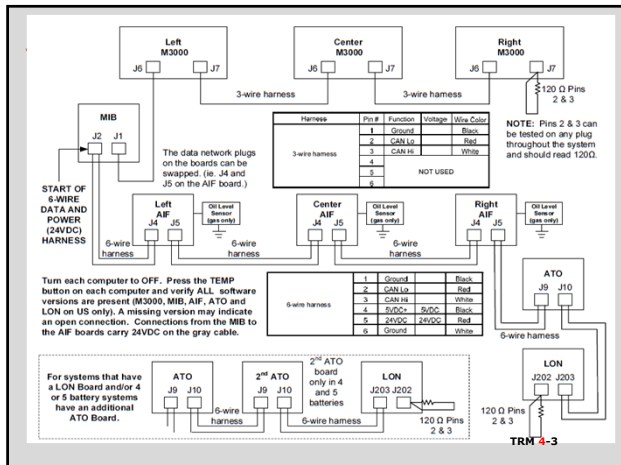 Left
M3000
J6
J7
Center
M3000
J6
J7
Right
M3000
J6
J7
3-wire harness
3-wire harness
120 Ω Pins
2 & 3
MIB
J2
J1
The data network plugs
on the boards can be
swapped. (ie. J4 and
J5 on the AIF board.)
Harness Pin # Function Voltage Wire Color
3-wire harness
1 Ground Black
2 CAN Lo Red
3 CAN Hi White
4
5
6
NOT USED
NOTE: Pins 2 & 3 can
be tested on any plug
throughout the system
and should read 120Ω.
START OF
6-WIRE
DATA AND
POWER
(24VDC)
HARNESS
Left
AIF
J4
J5
Oil Level
Sensor
(gas only)
Center
AIF
J4
J5
Oil Level
Sensor
(gas only)
Right
AIF
J4
J5
Oil Level
Sensor
(gas only)
6-wire
harness
6-wire
harness
6-wire
harness
Turn each computer to OFF. Press the TEMP
button on each computer and verify ALL software
versions are present (M3000, MIB, AIF, ATO and
LON on US only). A missing version may indicate
an open connection. Connections from the MIB to
the AIF boards carry 24VDC on the gray cable.
6-wire harness
1 Ground Black
2 CAN Lo Red
3 CAN Hi White
4 5VDC+ 5VDC Black
5 24VDC 24VDC Red
6 Ground White
ATO
J9
J10
6-wire harness
LON
J202
J203
120 Ω Pins
2 & 3
For systems that
have a LON Board and/or 4
or 5 battery systems
have an additional
ATO Board.
ATO
J9
J10
2nd ATO
J9
J10
2nd ATO
board
only in 4
and 5
batteries
LON
J203
J202
6-wire
harness
6-wire harness
120 Ω Pins
2 & 3
TRM 4-3